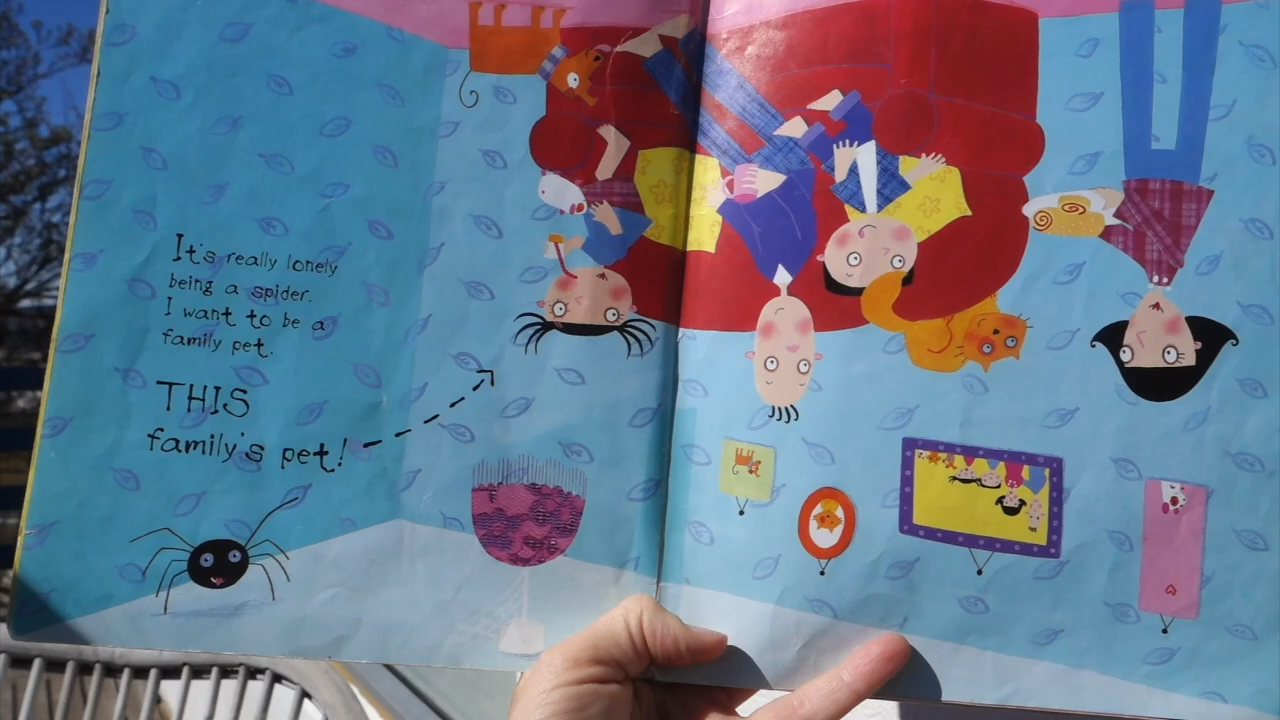 It's really lonely
being a spider.
I want to be a
family pet.
THIS
family's pet!